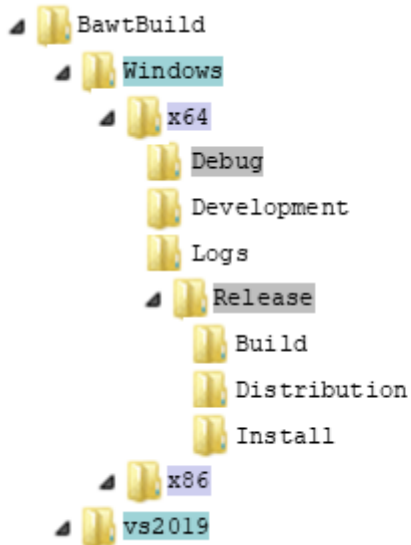 BawtBuild
Windows
x64
Debug
Development
Logs
Release
Build
Distribution
Install
x86
vs2019